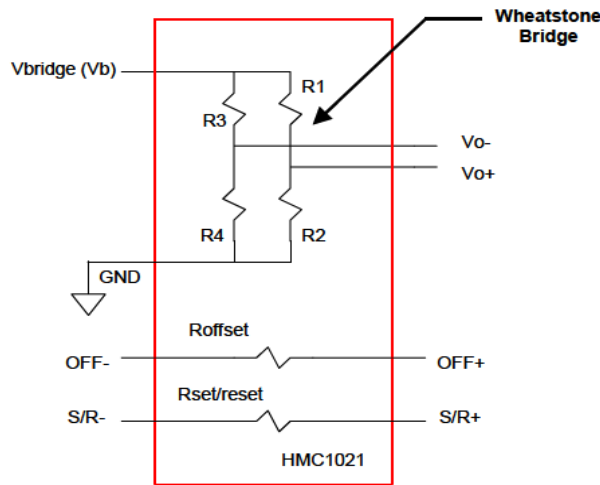 Wheatstone
Bridge
Vbridge (Vb)
R1
R3
Vo-
Vo+
R4
R2
GND
Roffset
OFF-
OFF+
Rset/reset
S/R-
S/R+
HMC1021